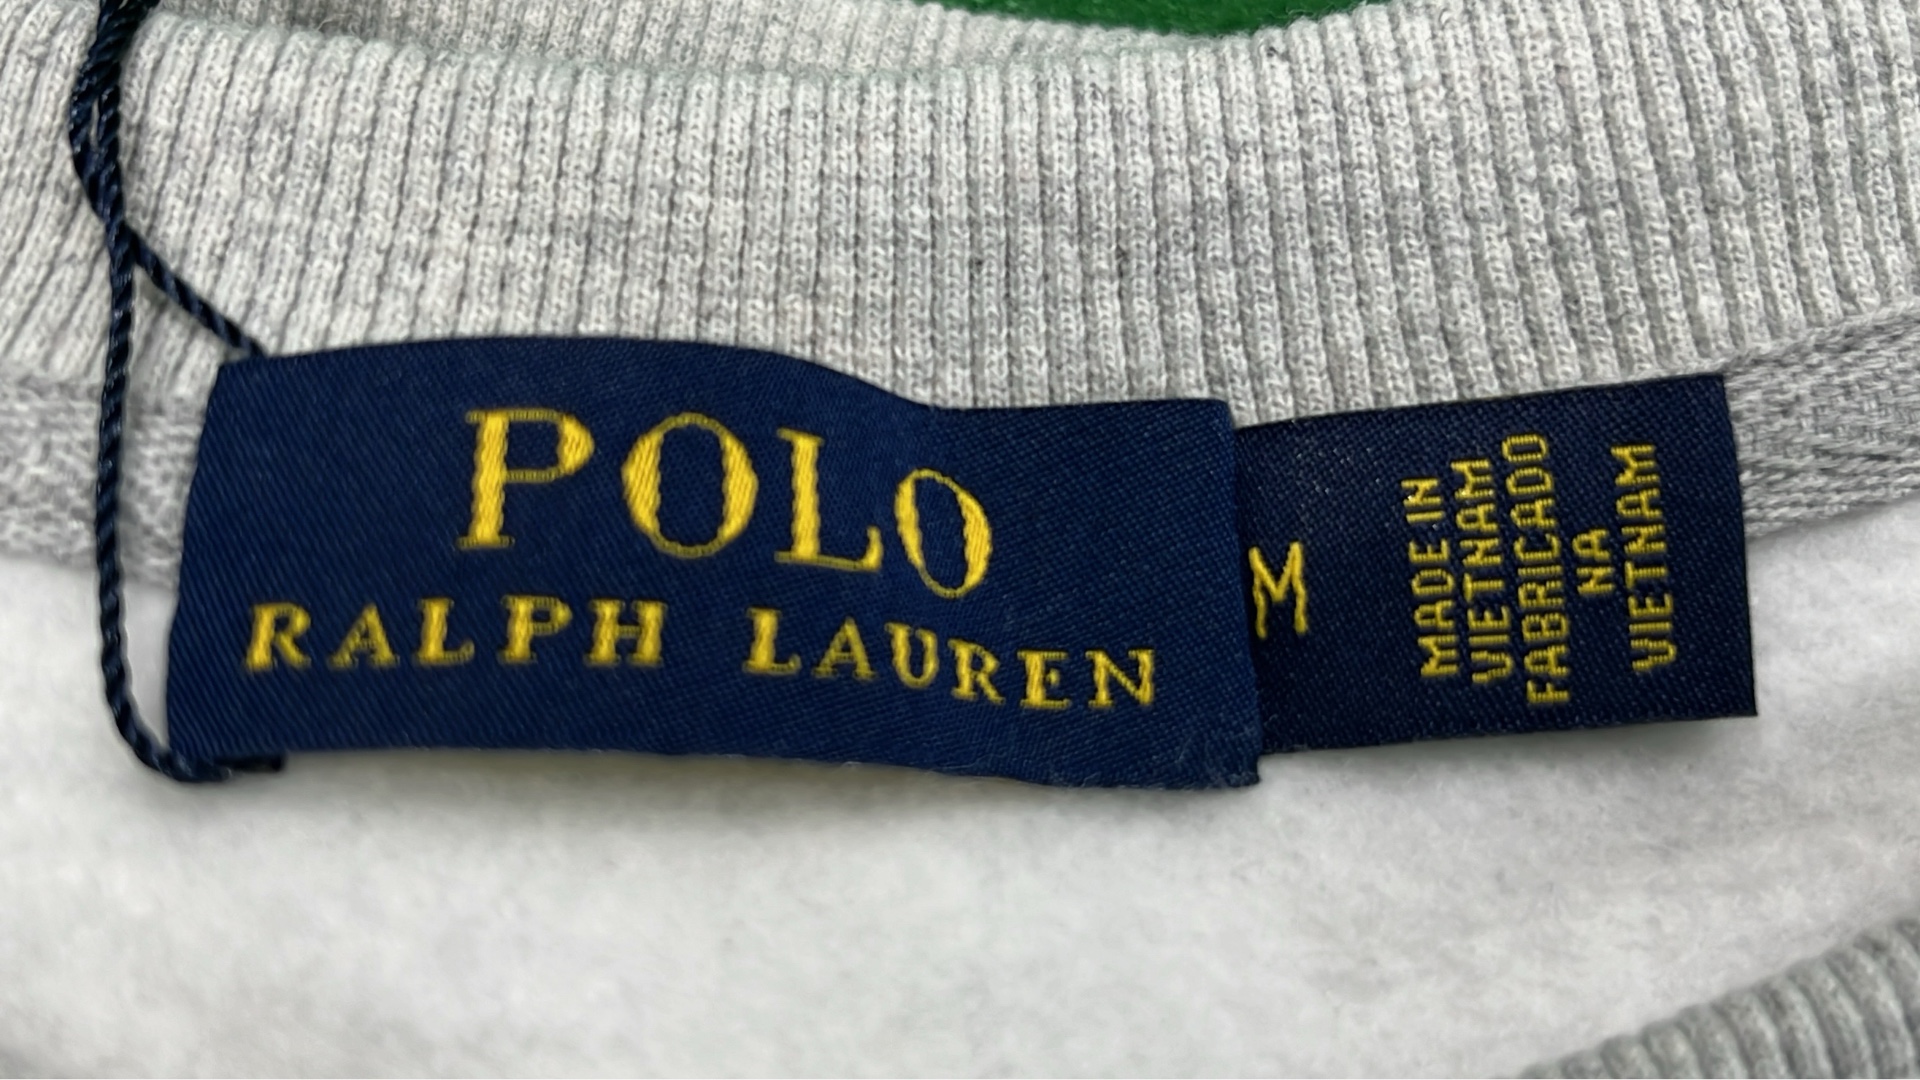 POLO
RALPH LAUREN
M
MADE IN
VIETNAM
FABRICADO
NA
VIETNAM